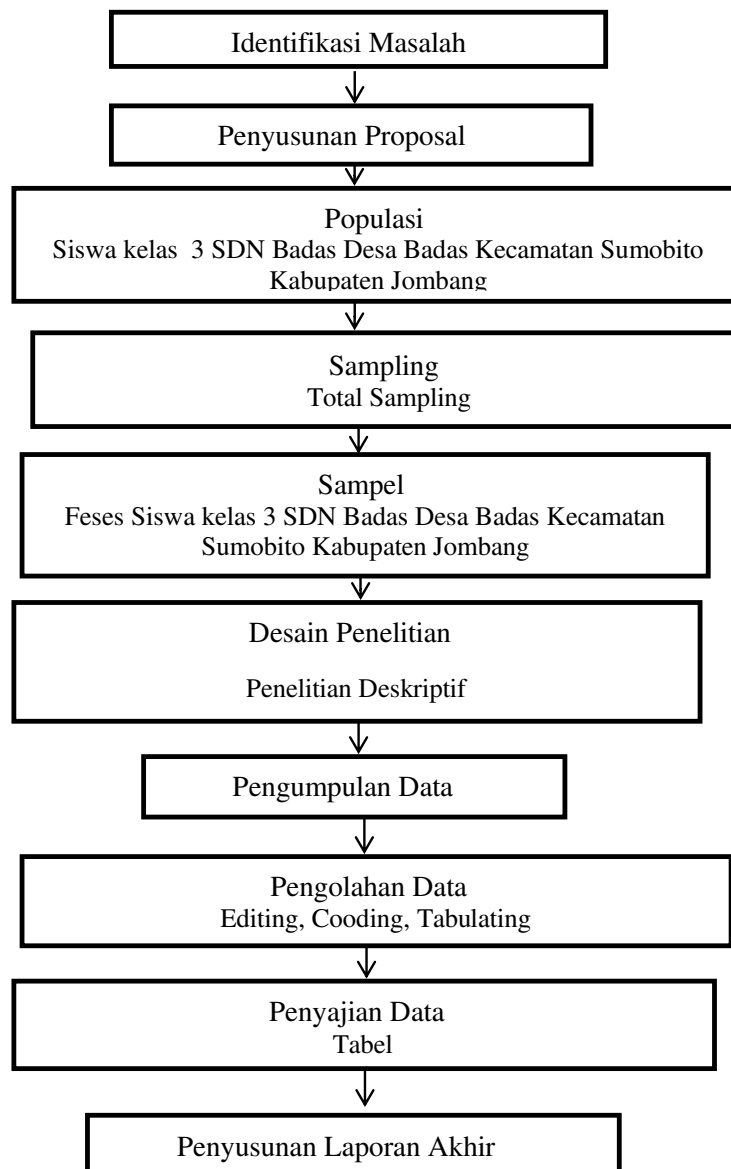 Identifikasi Masalah
Penyusunan Proposal
Populasi
Siswa kelas 3 SDN Badas Desa Badas Kecamatan Sumobito
Kabupaten Jombang
Sampling
Total Sampling
Sampel
Feses Siswa kelas 3 SDN Badas Desa Badas Kecamatan
Sumobito Kabupaten Jombang
Desain Penelitian
Penelitian Deskriptif
Pengumpulan Data
Pengolahan Data
Editing, Cooding, Tabulating
Penyajian Data
Tabel
Penyusunan Laporan Akhir